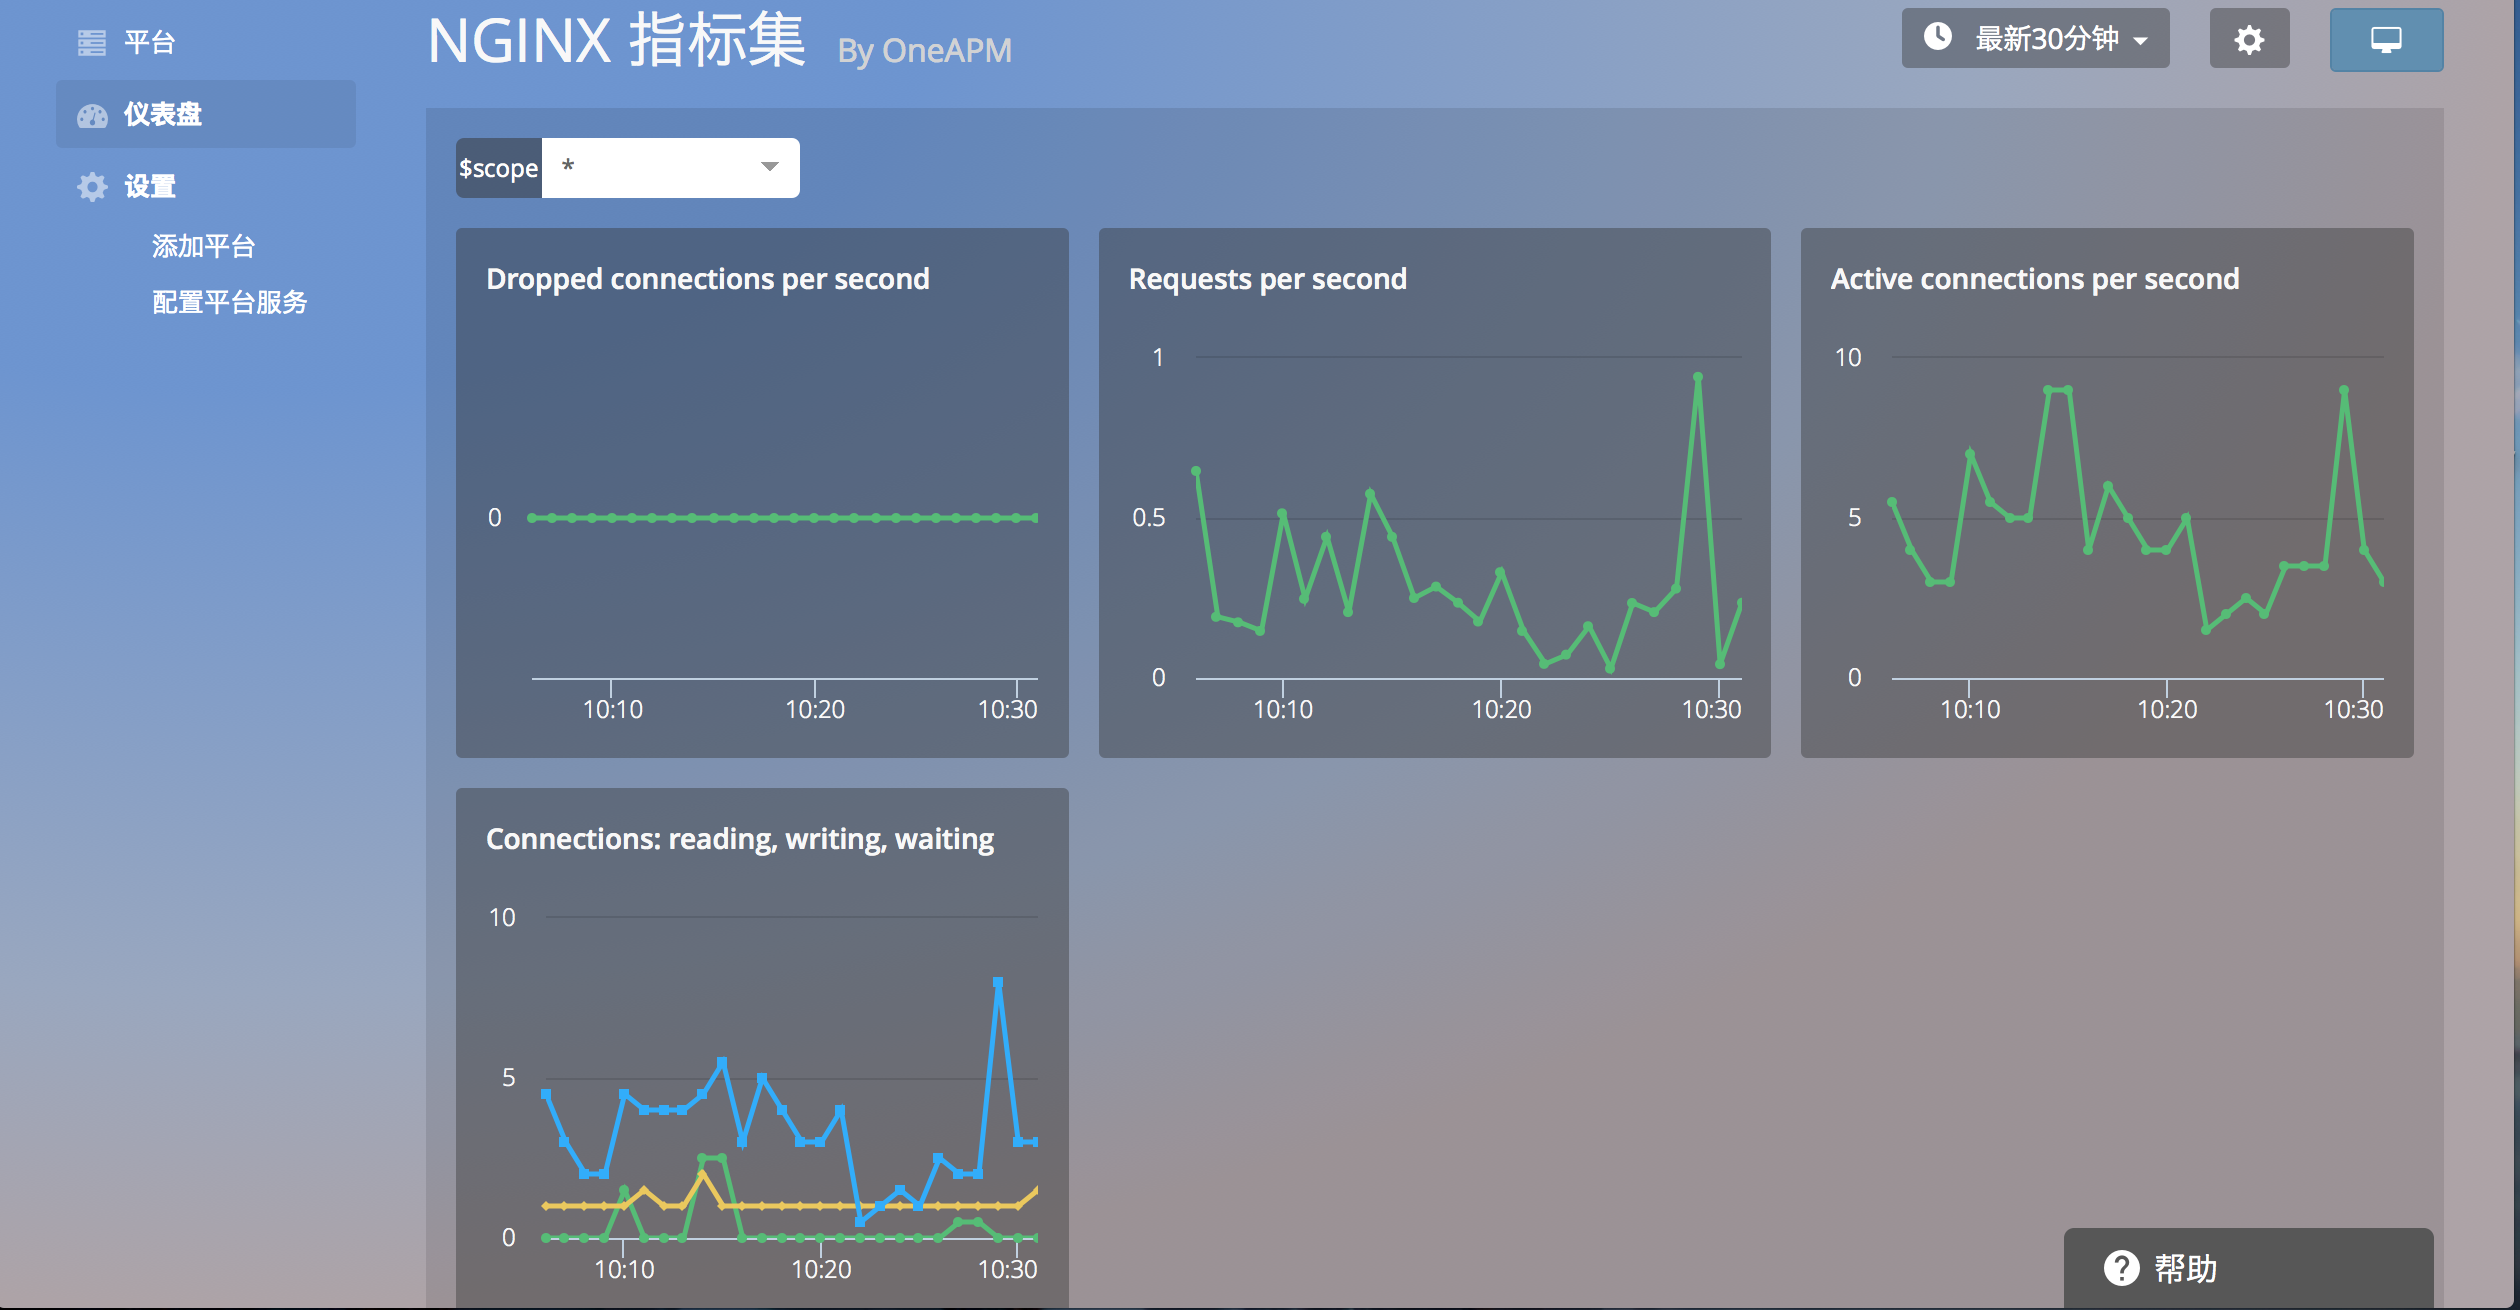 平台
仪表盘
设置
添加平台
配置平台服务
NGINX 指标集 By OneAPM
最新30分钟
$scope *
Dropped connections per second
0
10:10 10:20 10:30
Requests per second
1
0.5
0
10:10 10:20 10:30
Active connections per second
10
5
0
10:10 10:20 10:30
Connections: reading, writing, waiting
10
5
0
10:10 10:20 10:30
帮助